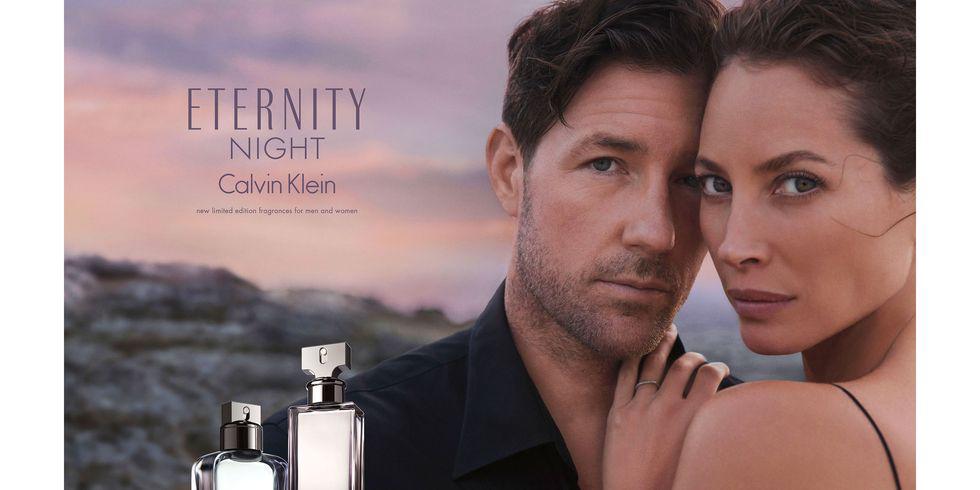 ETERNITY
NIGHT
Calvin Klein
new limited edition fragrances for men and women